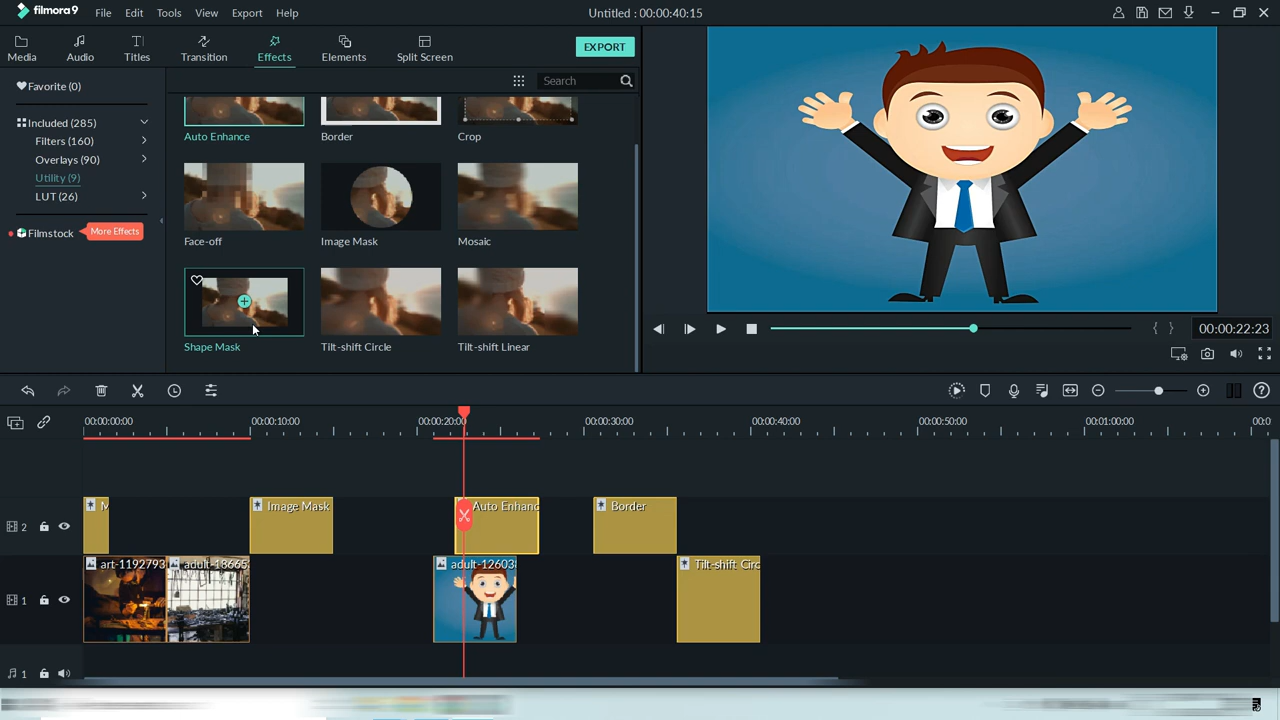 filmora9 File Edit Tools View Export Help Untitled : 00:00:40:15
Media Audio Titles Transition Effects Elements Split Screen EXPORT
Search
Favorite (0)
Included (285)
Filters (160)
Overlays (90)
Utility (9)
LUT (26)
Filmstock More Effects
Auto Enhance Border Crop
Face-off Image Mask Mosaic
Shape Mask Tilt-shift Circle Tilt-shift Linear
00:00:22:23
00:00:00:00 00:00:10:00 00:00:20:00 00:00:30:00 00:00:40:00 00:00:50:00 00:01:00:00 00:0
2 M Image Mask Auto Enhanc Border
1 art-1192793 adult-18665 adult-12603 Tilt-shift Circ
1